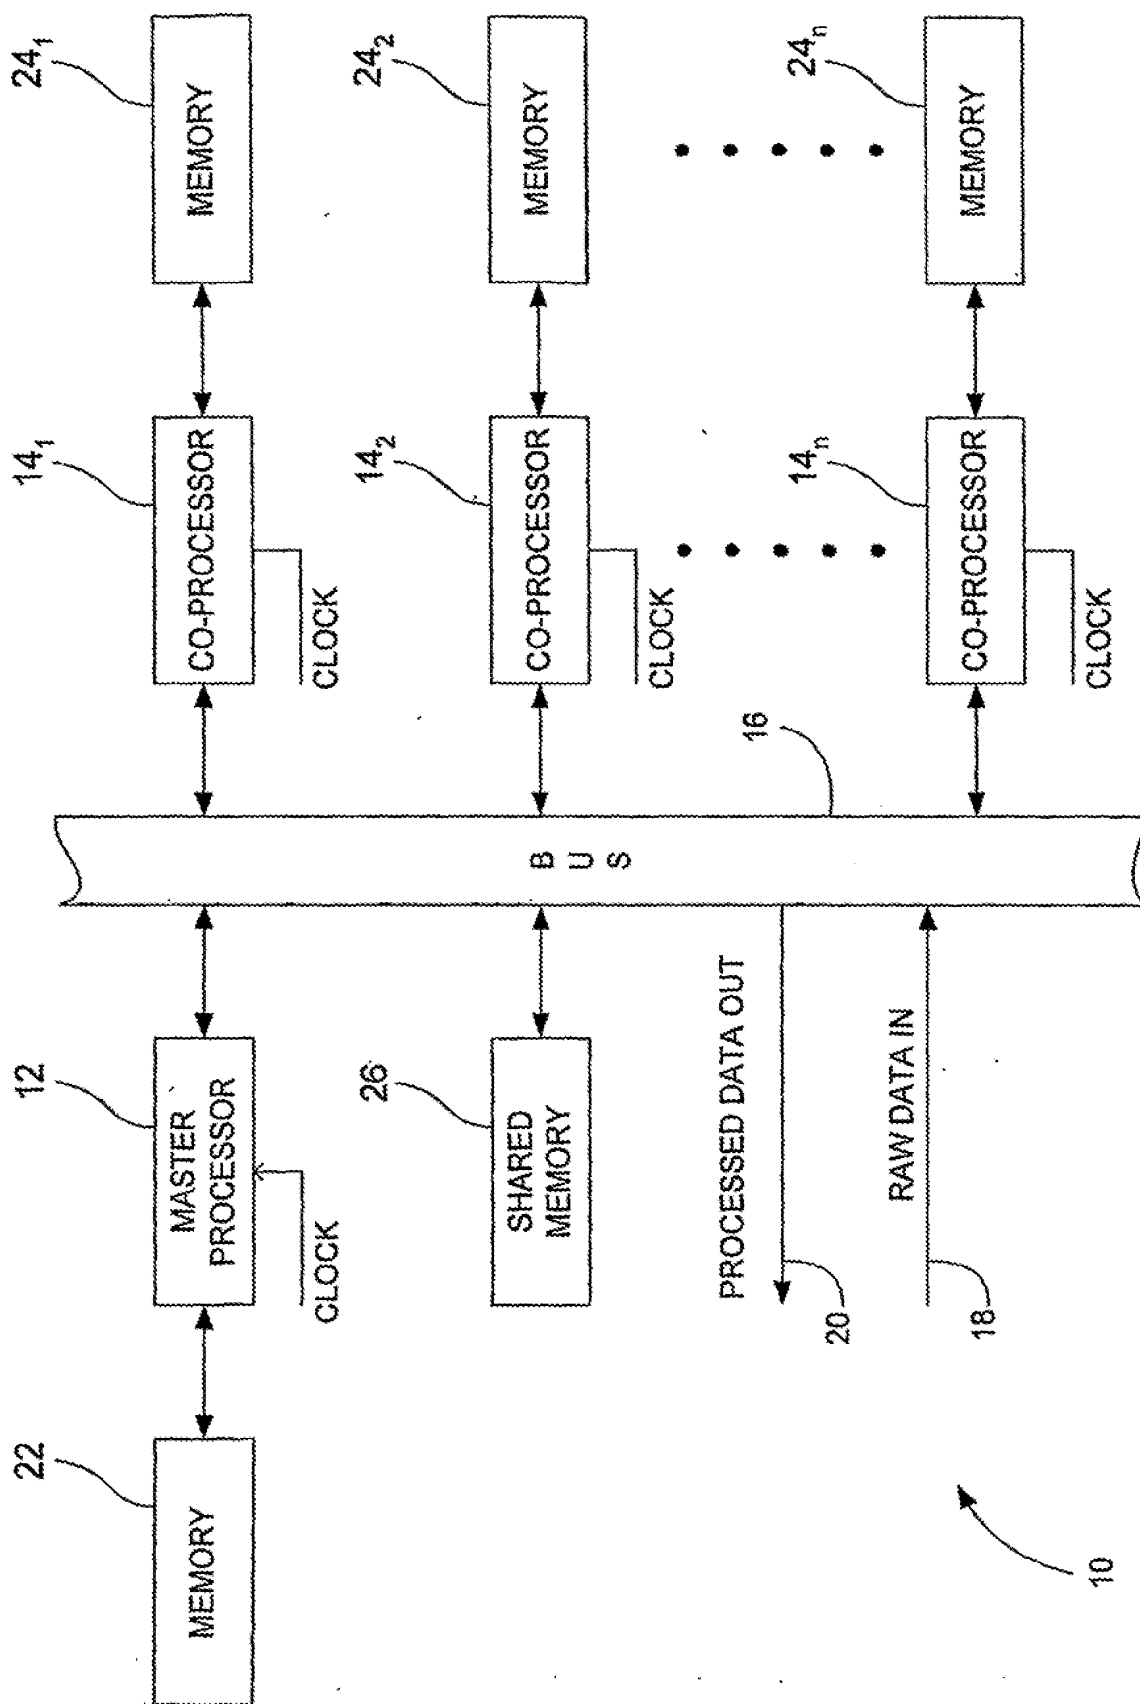 22
MEMORY
12
MASTER
PROCESSOR
CLOCK
14₁
CO-PROCESSOR
CLOCK
24₁
MEMORY
26
SHARED
MEMORY
B
U
S
14₂
CO-PROCESSOR
CLOCK
24₂
MEMORY
PROCESSED DATA OUT
20
16
RAW DATA IN
18
14ₙ
CO-PROCESSOR
CLOCK
24ₙ
MEMORY
10